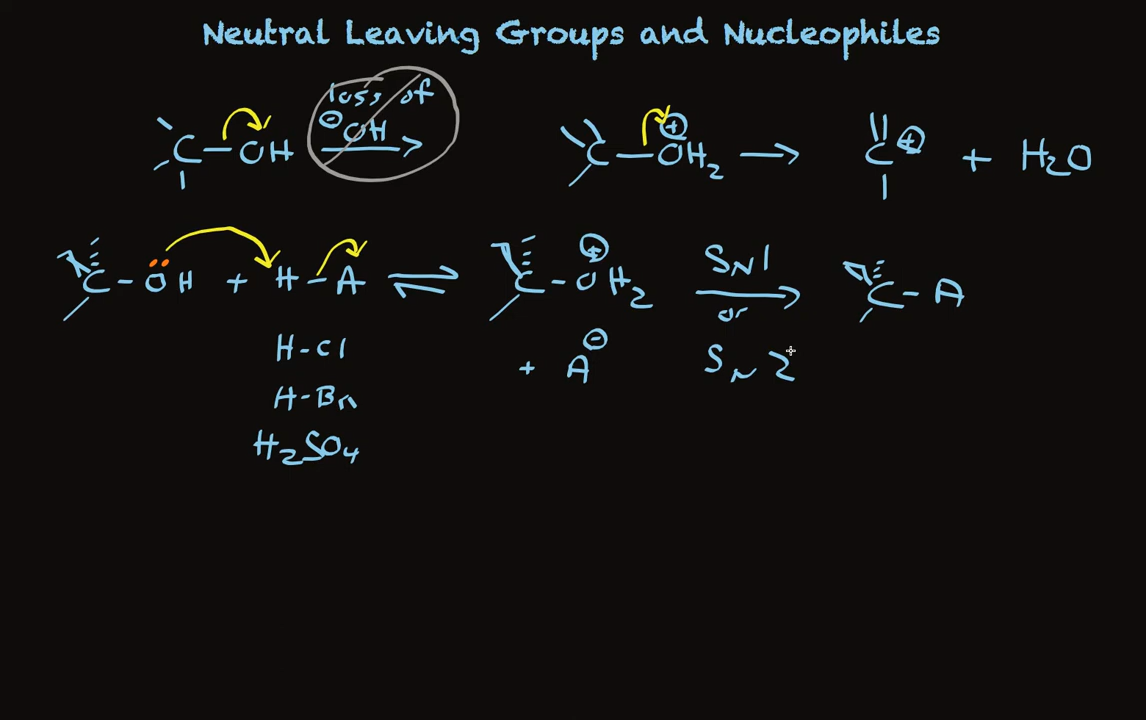 Neutral Leaving Groups and Nucleophiles
loss of
⊖OH
C – OH → C – OH₂ ⊕ → C ⊕ + H₂O
C – OH + H – A ⇌ C – OH₂ ⊕ SN1 → C – A
or
+ A⊖ SN2
H-Cl
H-Br
H₂SO₄